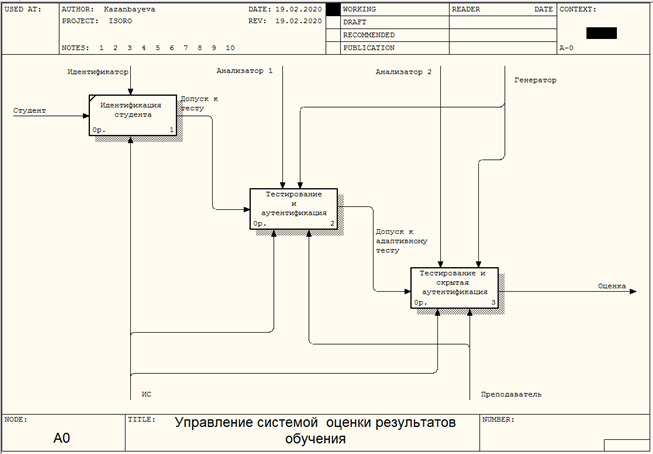 USED AT:
AUTHOR: Kazanbayeva
DATE: 19.02.2020
PROJECT: ISORO
REV: 19.02.2020
NOTES: 1 2 3 4 5 6 7 8 9 10
WORKING
DRAFT
RECOMMENDED
PUBLICATION
READER DATE
CONTEXT:
A-0
Идентификатор
Анализатор 1
Анализатор 2
Генератор
Студент
Идентификация
студента
0р. 1
Допуск к
тесту
Тестирование
и
аутентификация
0р. 2
Допуск к
адаптивному
тесту
Тестирование и
скрытая
аутентификация
0р. 3
Оценка
ИС
Преподаватель
NODE:
A0
TITLE:
Управление системой оценки результатов
обучения
NUMBER: